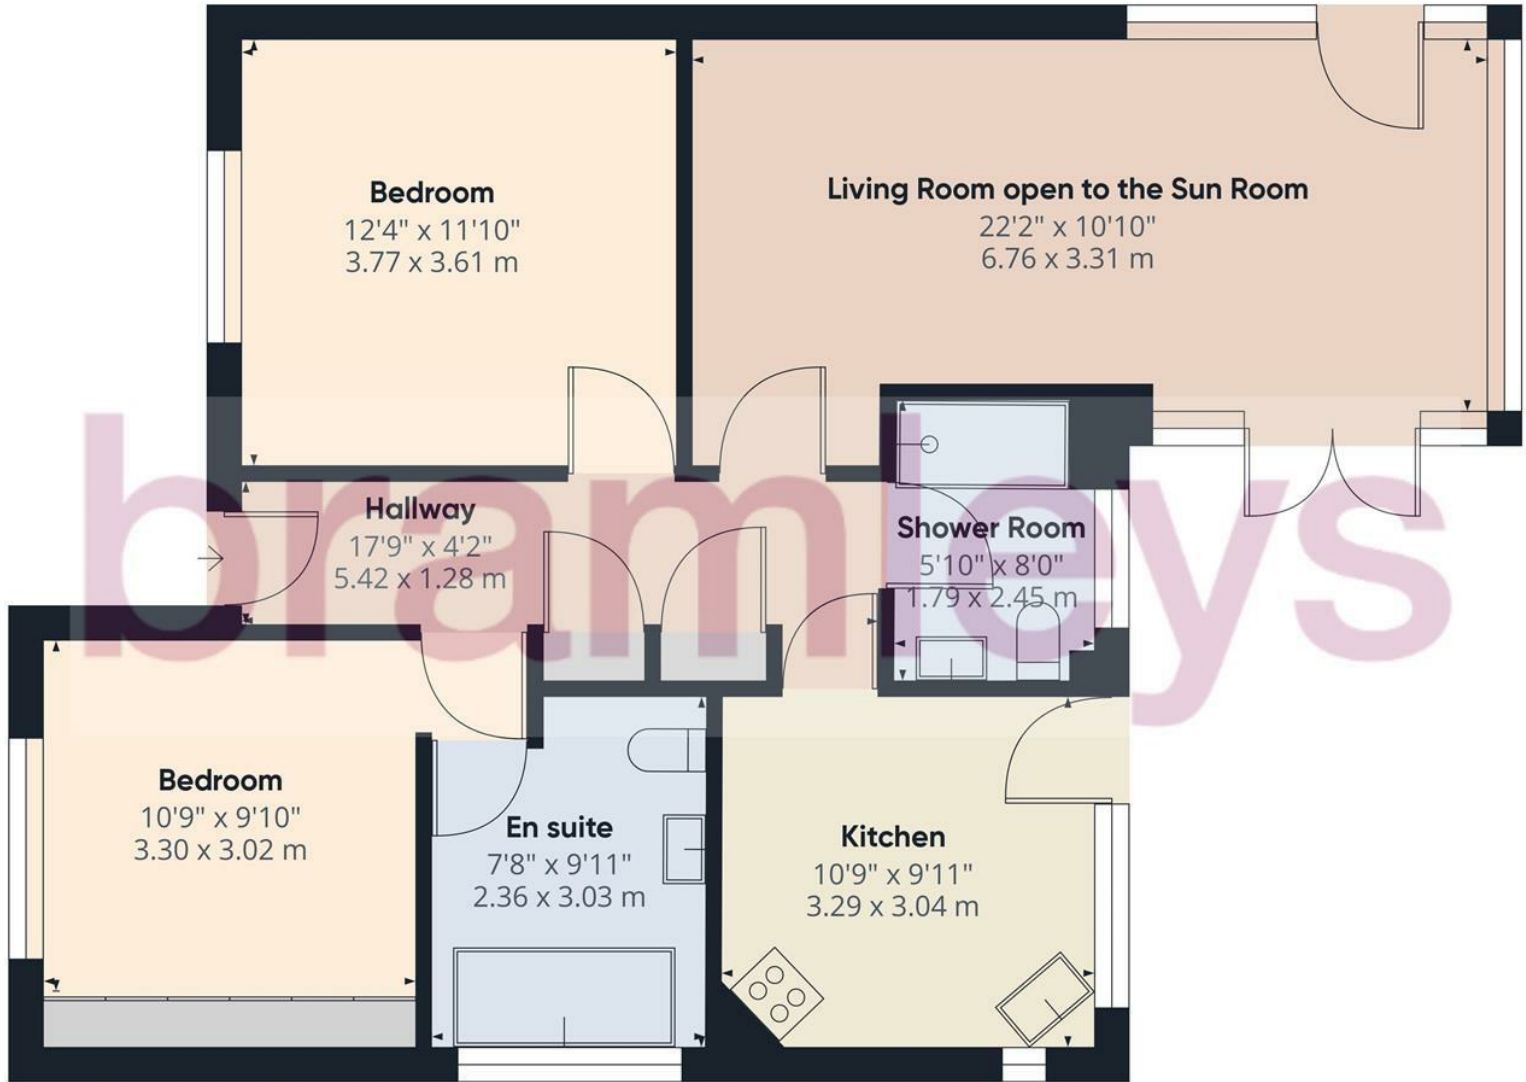 Bedroom
12'4" x 11'10"
3.77 x 3.61 m
Living Room open to the Sun Room
22'2" x 10'10"
6.76 x 3.31 m
Hallway
17'9" x 4'2"
5.42 x 1.28 m
Shower Room
5'10" x 8'0"
1.79 x 2.45 m
bramleys
Bedroom
10'9" x 9'10"
3.30 x 3.02 m
En suite
7'8" x 9'11"
2.36 x 3.03 m
Kitchen
10'9" x 9'11"
3.29 x 3.04 m